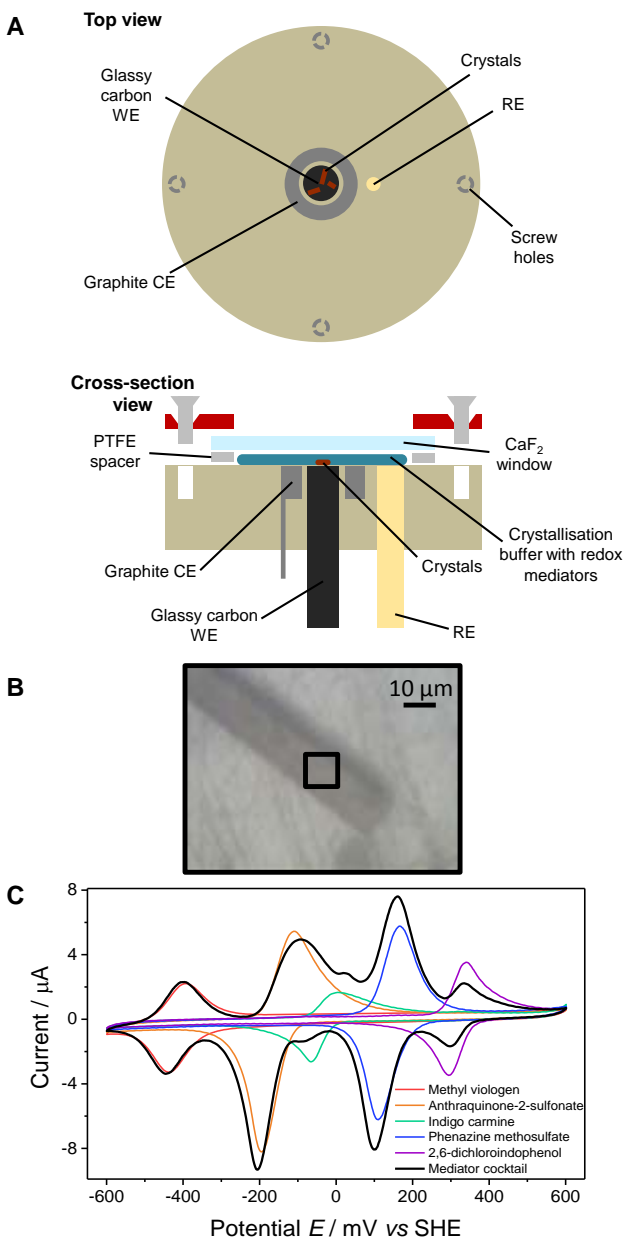 A
Top view
Crystals
Glassy
carbon
WE
RE
Screw
holes
Graphite CE
Cross-section
view
PTFE
spacer
CaF2
window
Crystallisation
buffer with redox
mediators
Graphite CE
Crystals
Glassy carbon
WE
RE
B
10 µm
C
8
4
0
-4
-8
Current / µA
Methyl viologen
Anthraquinone-2-sulfonate
Indigo carmine
Phenazine methosulfate
2,6-dichloroindophenol
Mediator cocktail
-600 -400 -200 0 200 400 600
Potential E / mV vs SHE